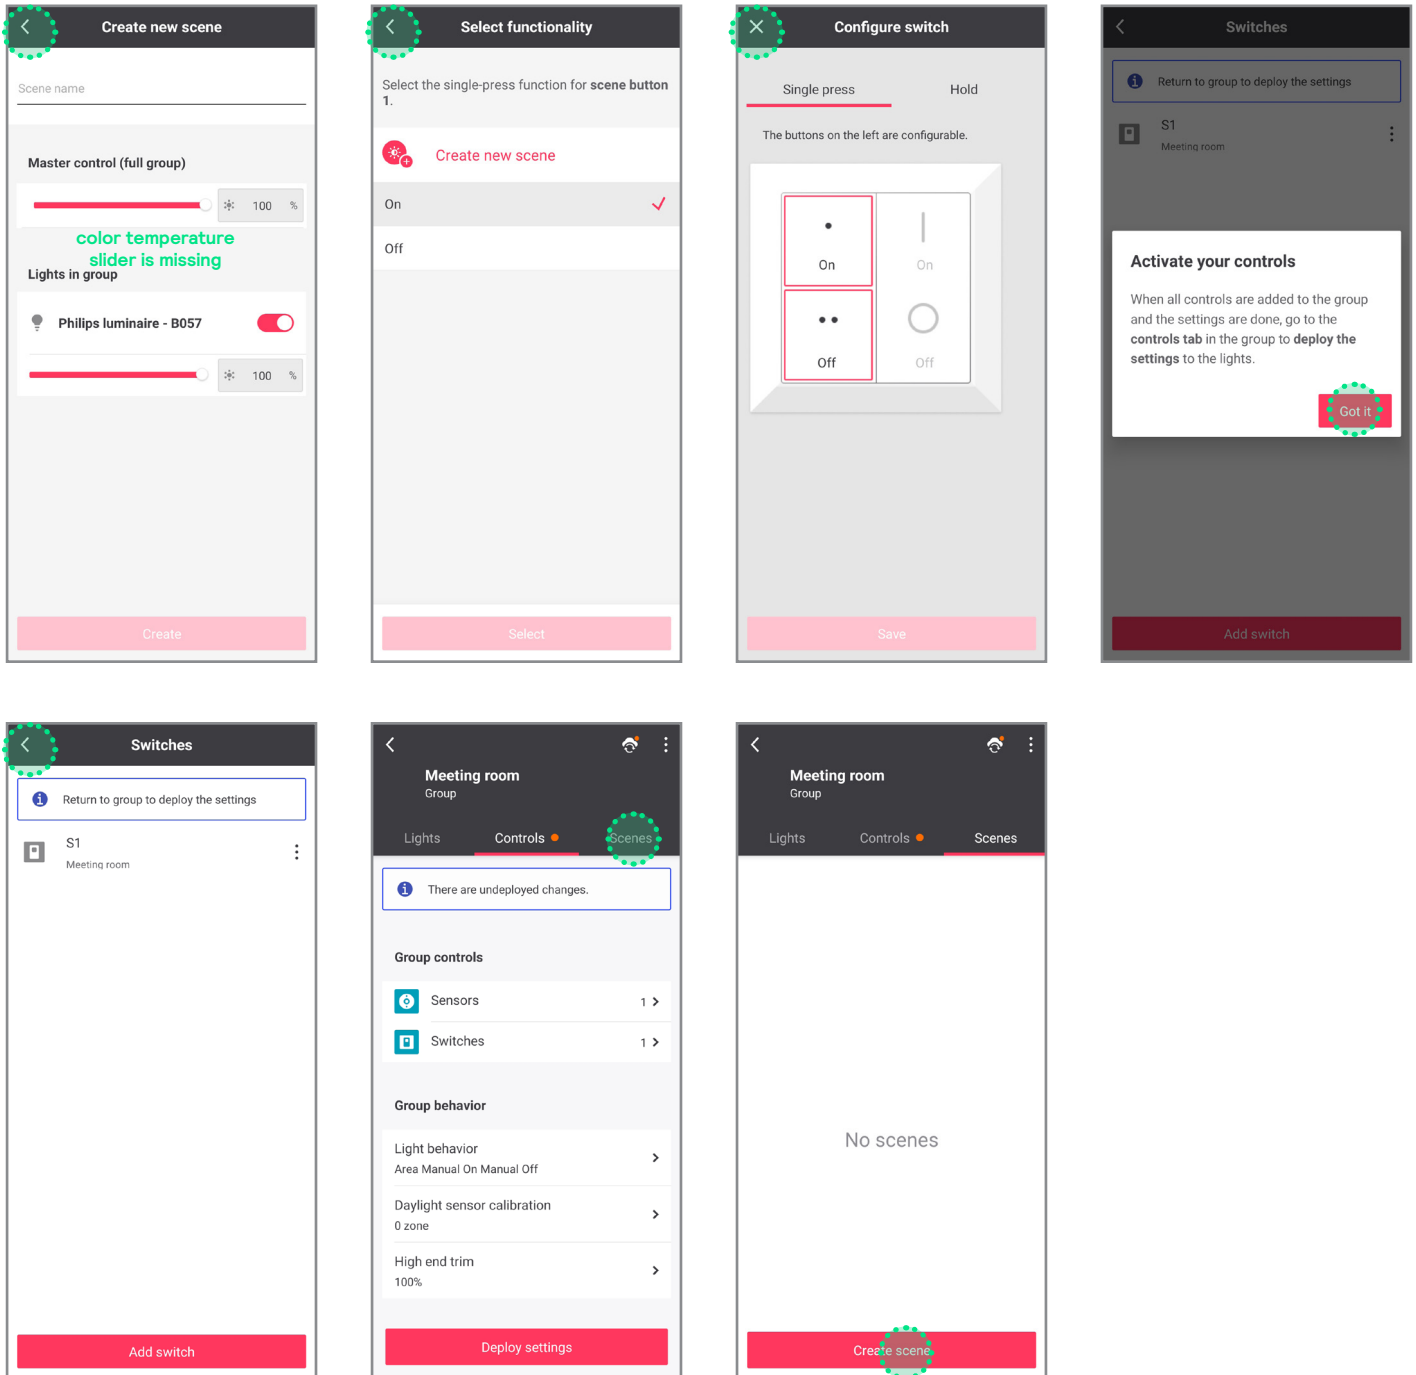 Create new scene
Scene name
Master control (full group)
100 %
color temperature
slider is missing
Lights in group
Philips luminaire - B057
100 %
Create
Select functionality
Select the single-press function for scene button
1.
Create new scene
On
Off
Select
Configure switch
Single press
Hold
The buttons on the left are configurable.
On
On
Off
Off
Save
Switches
Return to group to deploy the settings
S1
Meeting room
Activate your controls
When all controls are added to the group
and the settings are done, go to the
controls tab in the group to deploy the
settings to the lights.
Got it
Add switch
Switches
Return to group to deploy the settings
S1
Meeting room
Add switch
Meeting room
Group
Lights
Controls
Scenes
There are undeployed changes.
Group controls
Sensors
1
Switches
1
Group behavior
Light behavior
Area Manual On Manual Off
Daylight sensor calibration
0 zone
High end trim
100%
Deploy settings
Meeting room
Group
Lights
Controls
Scenes
No scenes
Create scene